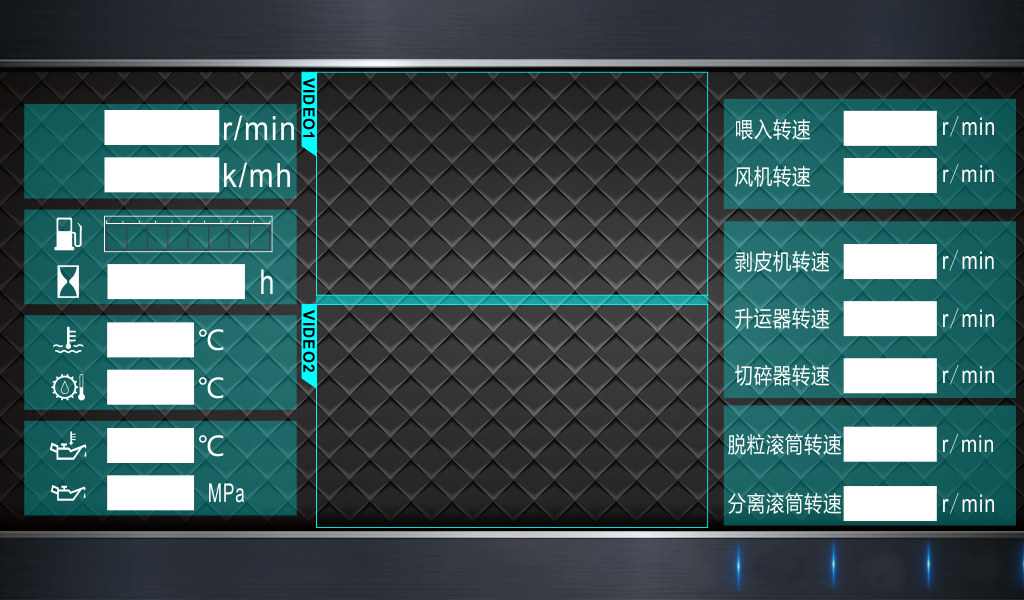 r/min
k/mh
h
℃
℃
℃
MPa
VIDEO1
VIDEO2
喂入转速 r/min
风机转速 r/min
剥皮机转速 r/min
升运器转速 r/min
切碎器转速 r/min
脱粒滚筒转速 r/min
分离滚筒转速 r/min